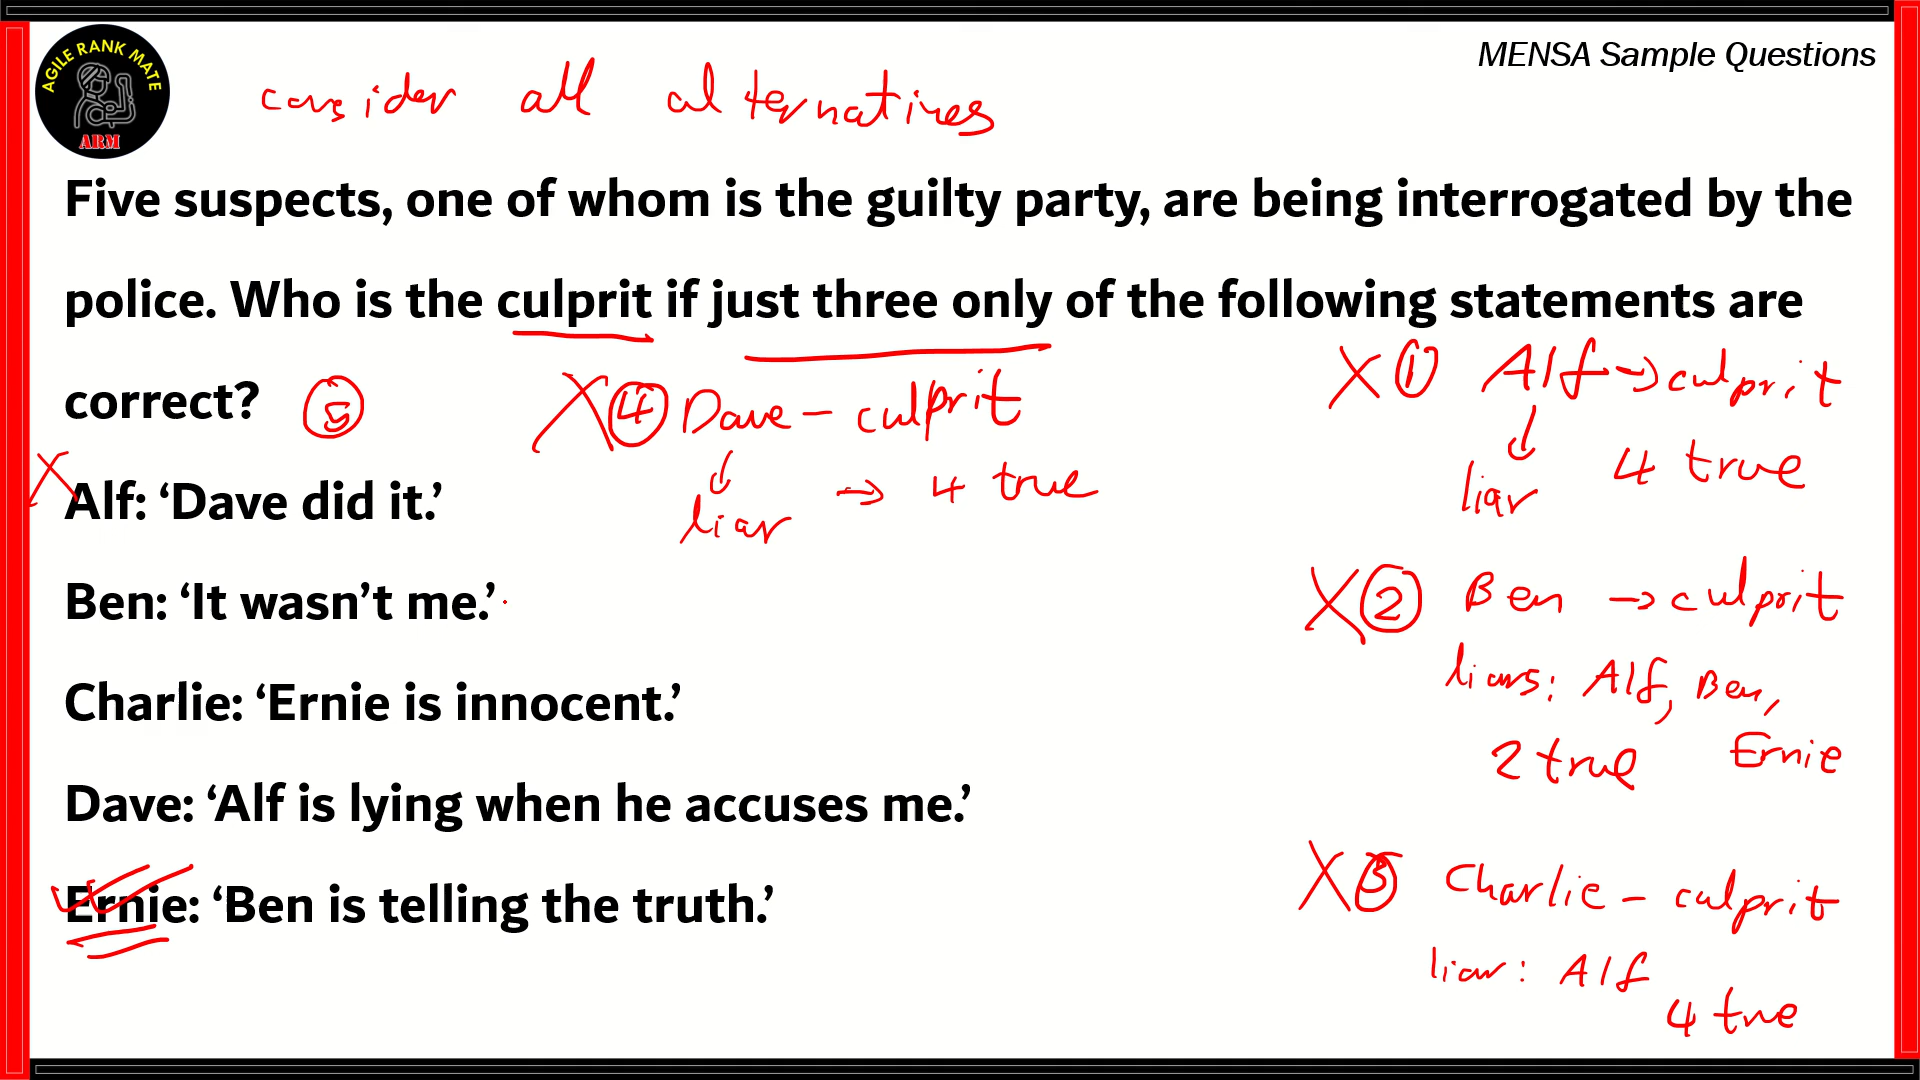 AGILE RANK MATE
ARM
MENSA Sample Questions
consider all alternatives
Five suspects, one of whom is the guilty party, are being interrogated by the
police. Who is the culprit if just three only of the following statements are
correct?
5
X 4 Dave – culprit
liar → 4 true
X 1 Alf → culprit
liar 4 true
X
Alf: ‘Dave did it.’
Ben: ‘It wasn’t me.’
X 2 Ben → culprit
liars: Alf, Ben,
Ernie
2 true
Charlie: ‘Ernie is innocent.’
Dave: ‘Alf is lying when he accuses me.’
X 3 Charlie – culprit
liar: Alf
4 true
Ernie: ‘Ben is telling the truth.’